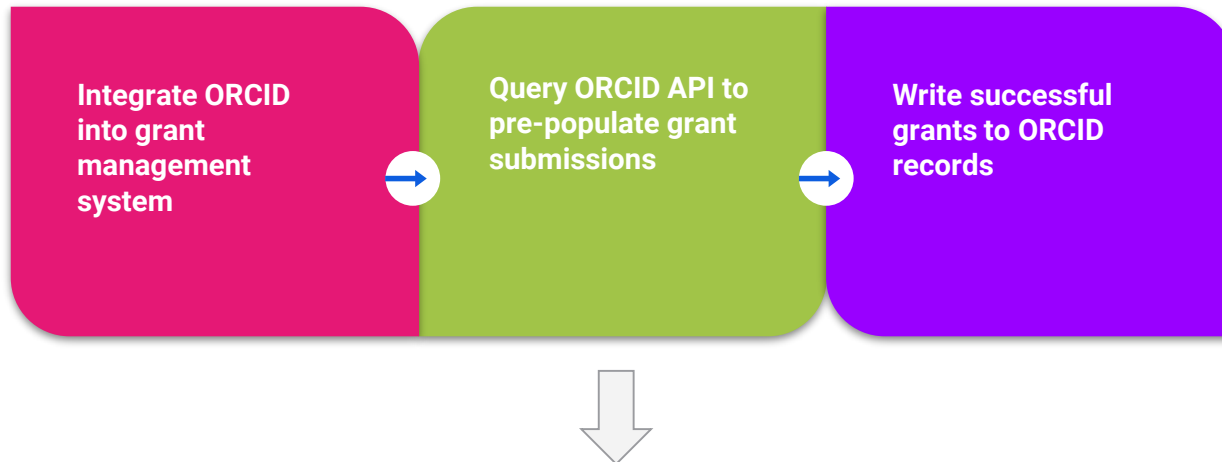 Integrate ORCID
into grant
management
system
Query ORCID API to
pre-populate grant
submissions
Write successful
grants to ORCID
records